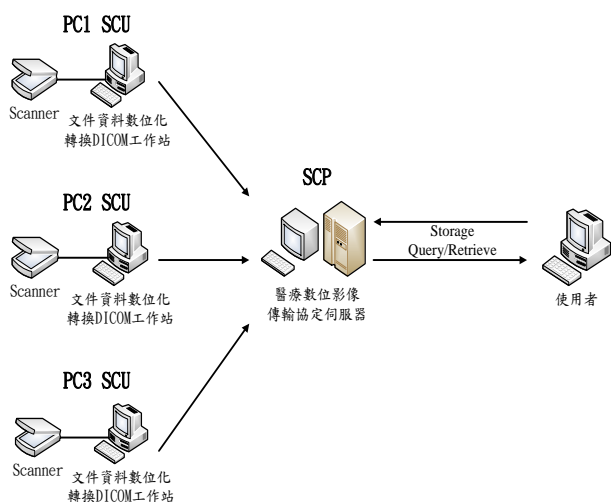 PC1 SCU
Scanner
文件資料數位化
轉換DICOM工作站
PC2 SCU
Scanner
文件資料數位化
轉換DICOM工作站
PC3 SCU
Scanner
文件資料數位化
轉換DICOM工作站
SCP
醫療數位影像
傳輸協定伺服器
Storage
Query/Retrieve
使用者